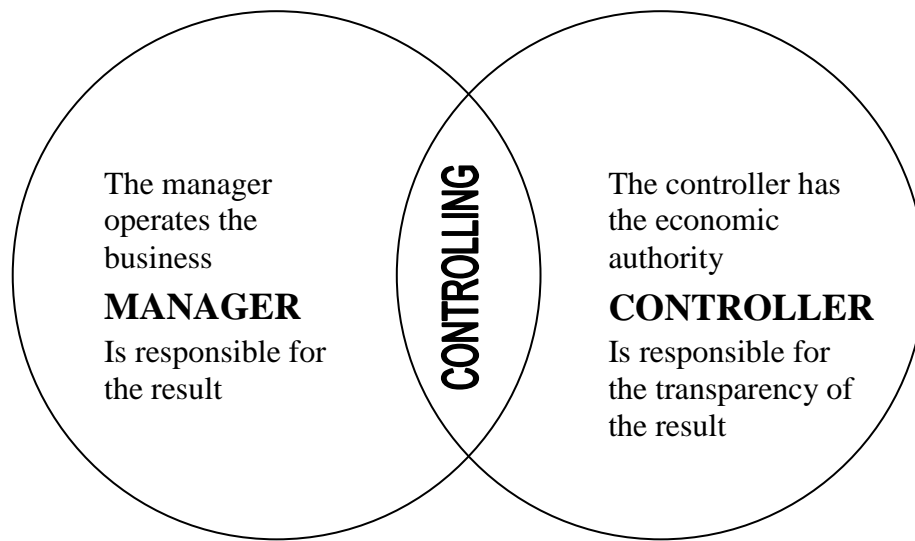 The manager
operates the
business
MANAGER
Is responsible for
the result
CONTROLLING
The controller has
the economic
authority
CONTROLLER
Is responsible for
the transparency of
the result